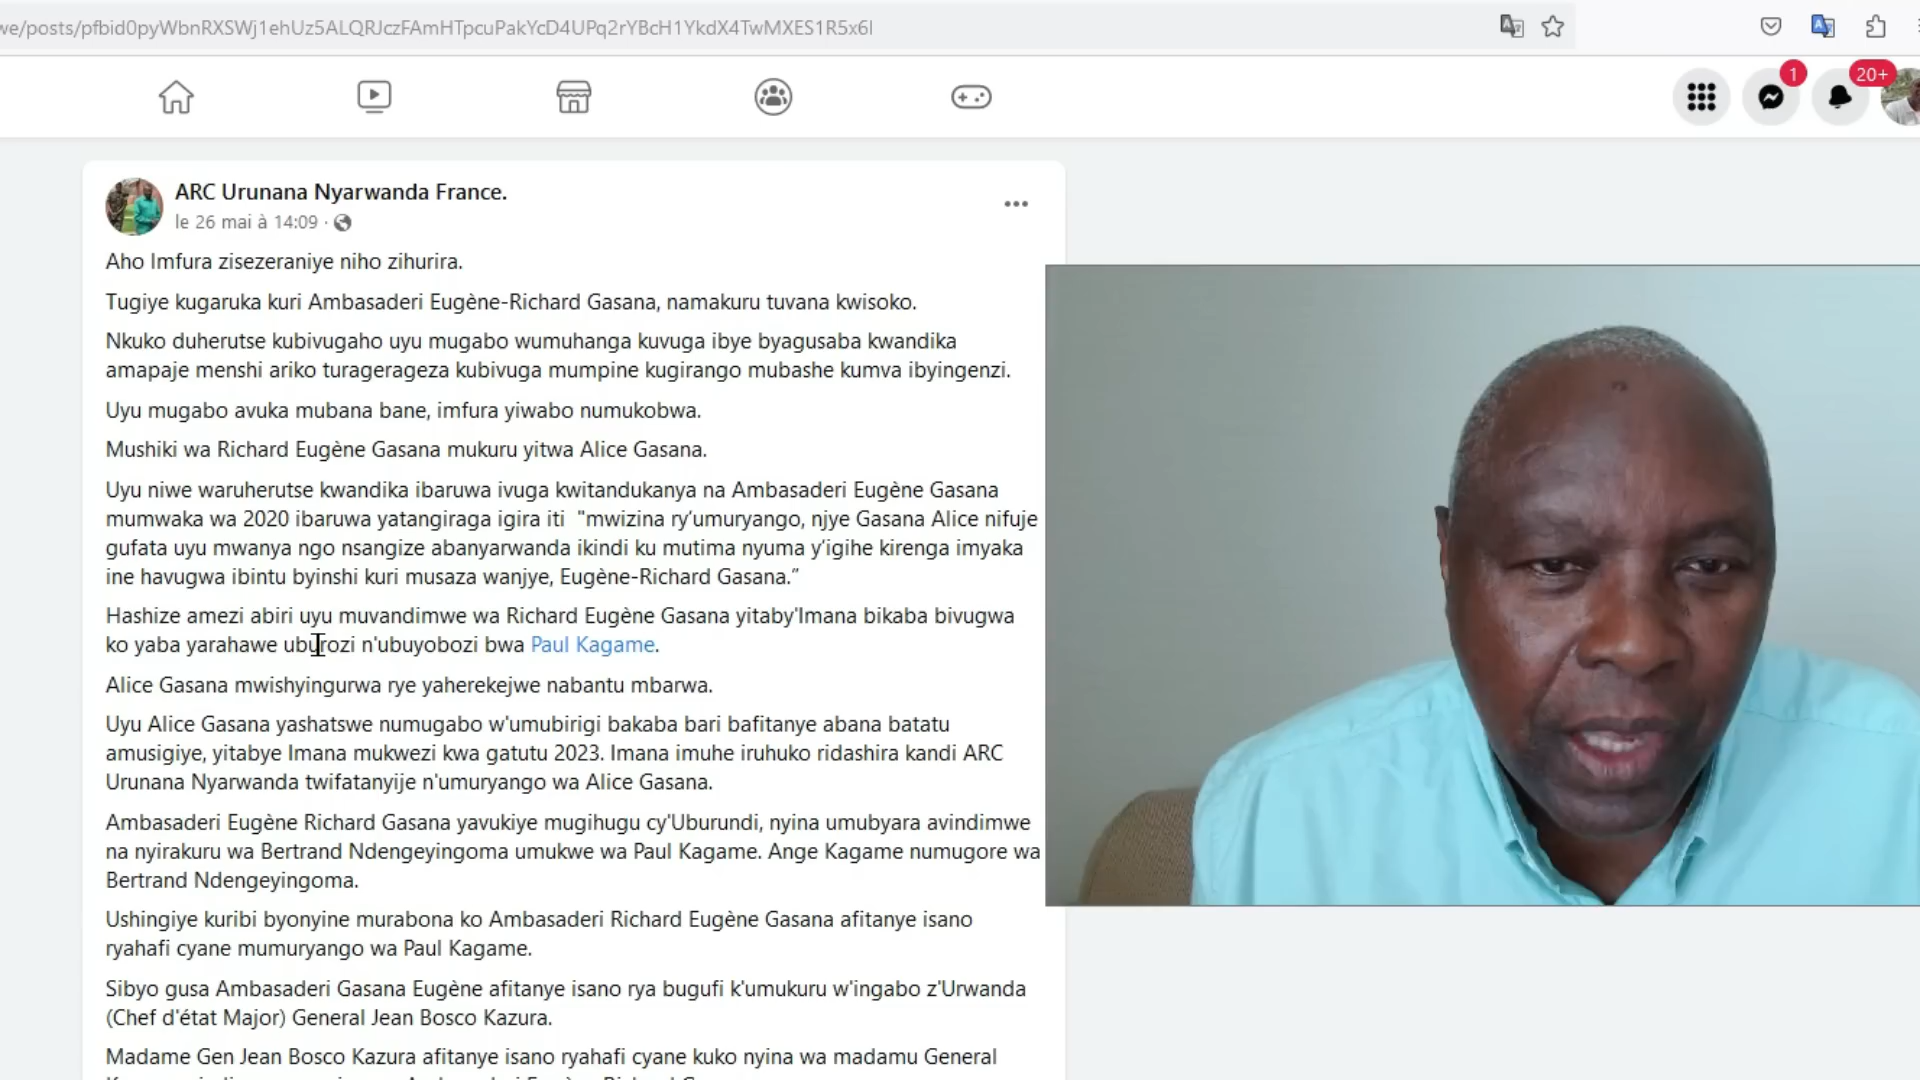 we/posts/pfbid0pyWbnRXSWj1ehUz5ALQRJczFAmHTpcuPakYcD4UPq2rYBcH1YkdX4TwMXES1R5x6l
1
20+
ARC Urunana Nyarwanda France.
le 26 mai à 14:09 ·
Aho Imfura zisezeraniye niho zihurira.
Tugiye kugaruka kuri Ambasaderi Eugène-Richard Gasana, namakuru tuvana kwisoko.
Nkuko duherutse kubivugaho uyu mugabo wumuhanga kuvuga ibye byagusaba kwandika
amapaje menshi ariko turagerageza kubivuga mumpine kugirango mubashe kumva ibyingenzi.
Uyu mugabo avuka mubana bane, imfura yiwabo numukobwa.
Mushiki wa Richard Eugène Gasana mukuru yitwa Alice Gasana.
Uyu niwe waruherutse kwandika ibaruwa ivuga kwitandukanya na Ambasaderi Eugène Gasana
mumwaka wa 2020 ibaruwa yatangiraga igira iti "mwizina ry’umuryango, njye Gasana Alice nifuje
gufata uyu mwanya ngo nsangize abanyarwanda ikindi ku mutima nyuma y’igihe kirenga imyaka
ine havugwa ibintu byinshi kuri musaza wanjye, Eugène-Richard Gasana.”
Hashize amezi abiri uyu muvandimwe wa Richard Eugène Gasana yitaby'Imana bikaba bivugwa
ko yaba yarahawe uburozi n'ubuyobozi bwa Paul Kagame.
Alice Gasana mwishyingurwa rye yaherekejwe nabantu mbarwa.
Uyu Alice Gasana yashatswe numugabo w'umubirigi bakaba bari bafitanye abana batatu
amusigiye, yitabye Imana mukwezi kwa gatutu 2023. Imana imuhe iruhuko ridashira kandi ARC
Urunana Nyarwanda twifatanyije n'umuryango wa Alice Gasana.
Ambasaderi Eugène Richard Gasana yavukiye mugihugu cy'Uburundi, nyina umubyara avindimwe
na nyirakuru wa Bertrand Ndengeyingoma umukwe wa Paul Kagame. Ange Kagame numugore wa
Bertrand Ndengeyingoma.
Ushingiye kuribi byonyine murabona ko Ambasaderi Richard Eugène Gasana afitanye isano
ryahafi cyane mumuryango wa Paul Kagame.
Sibyo gusa Ambasaderi Gasana Eugène afitanye isano rya bugufi k'umukuru w'ingabo z'Urwanda
(Chef d'état Major) General Jean Bosco Kazura.
Madame Gen Jean Bosco Kazura afitanye isano ryahafi cyane kuko nyina wa madamu General